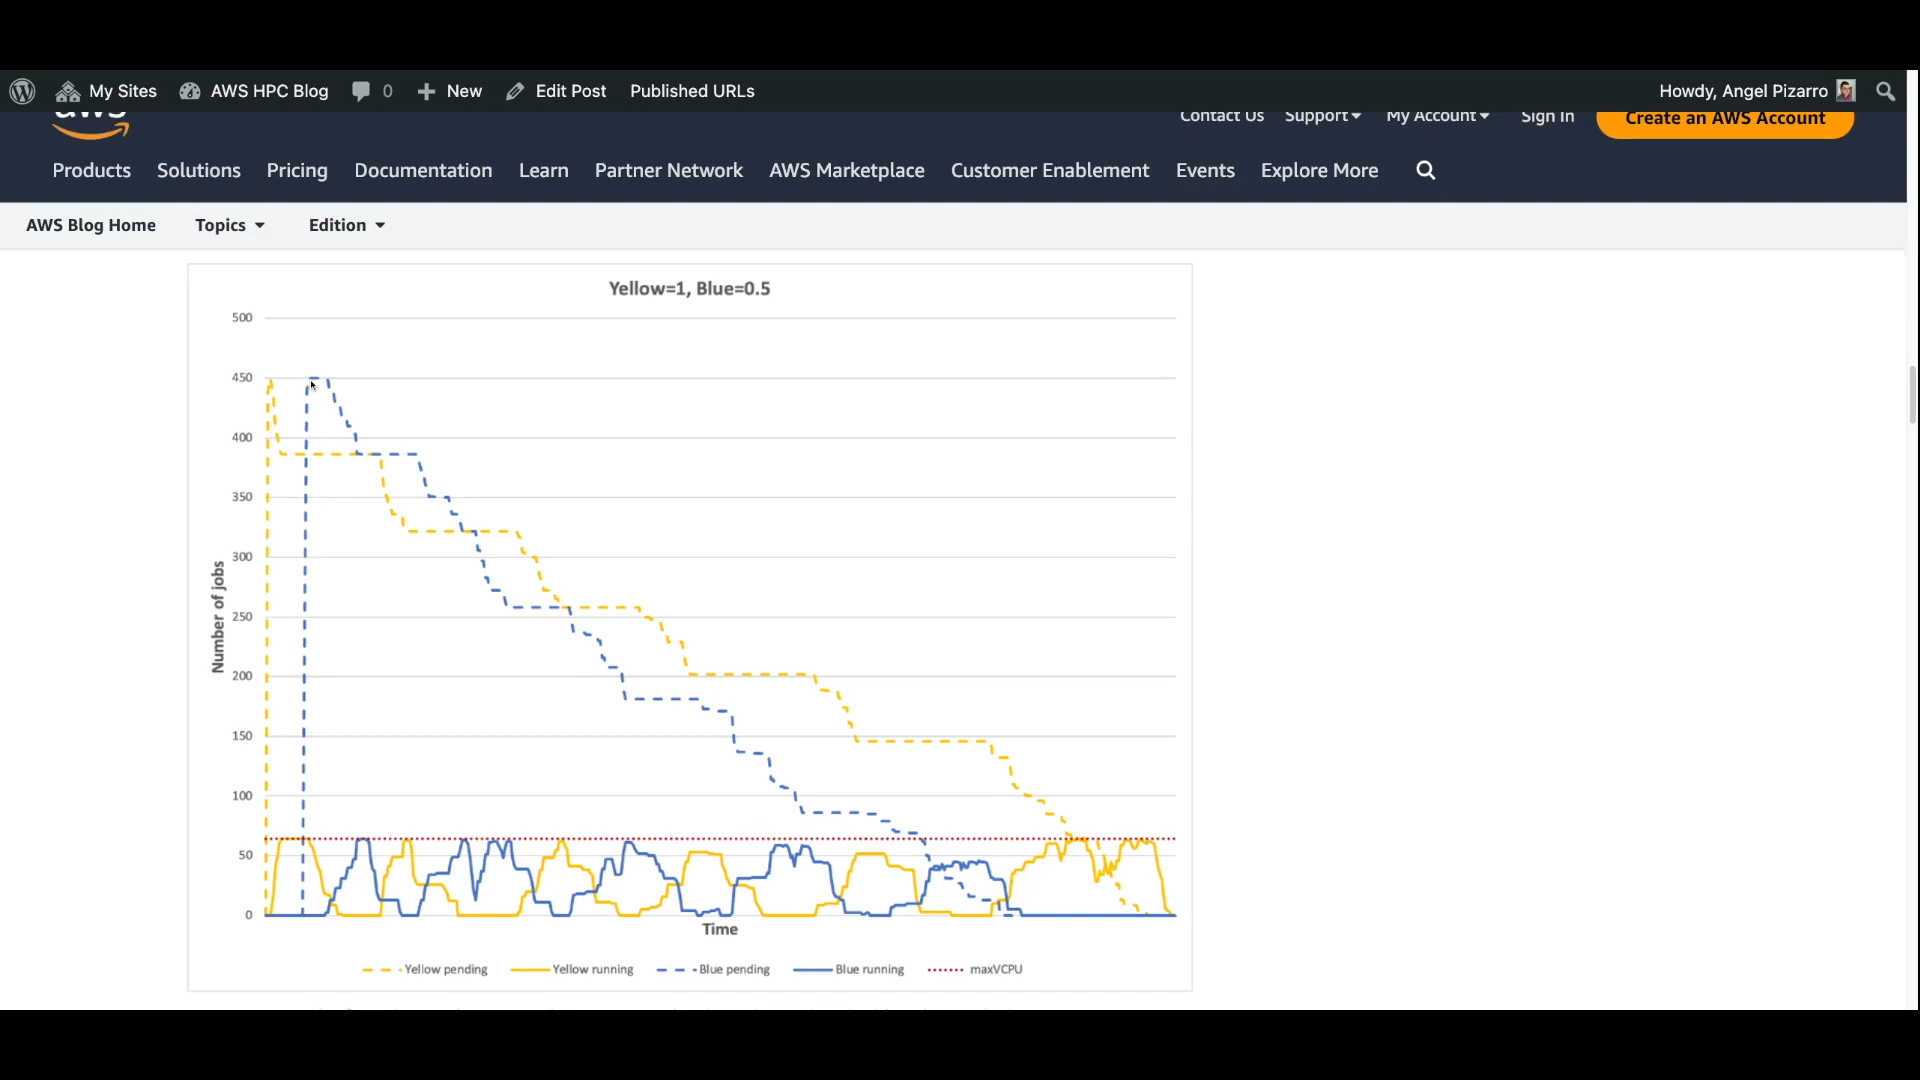 My Sites AWS HPC Blog 0 New Edit Post Published URLs Howdy, Angel Pizarro
aws Contact Us Support My Account Sign In Create an AWS Account
Products Solutions Pricing Documentation Learn Partner Network AWS Marketplace Customer Enablement Events Explore More
AWS Blog Home Topics Edition
Yellow=1, Blue=0.5
500
450
400
350
300
250
200
150
100
50
0
Number of jobs
Time
Yellow pending Yellow running Blue pending Blue running maxVCPU